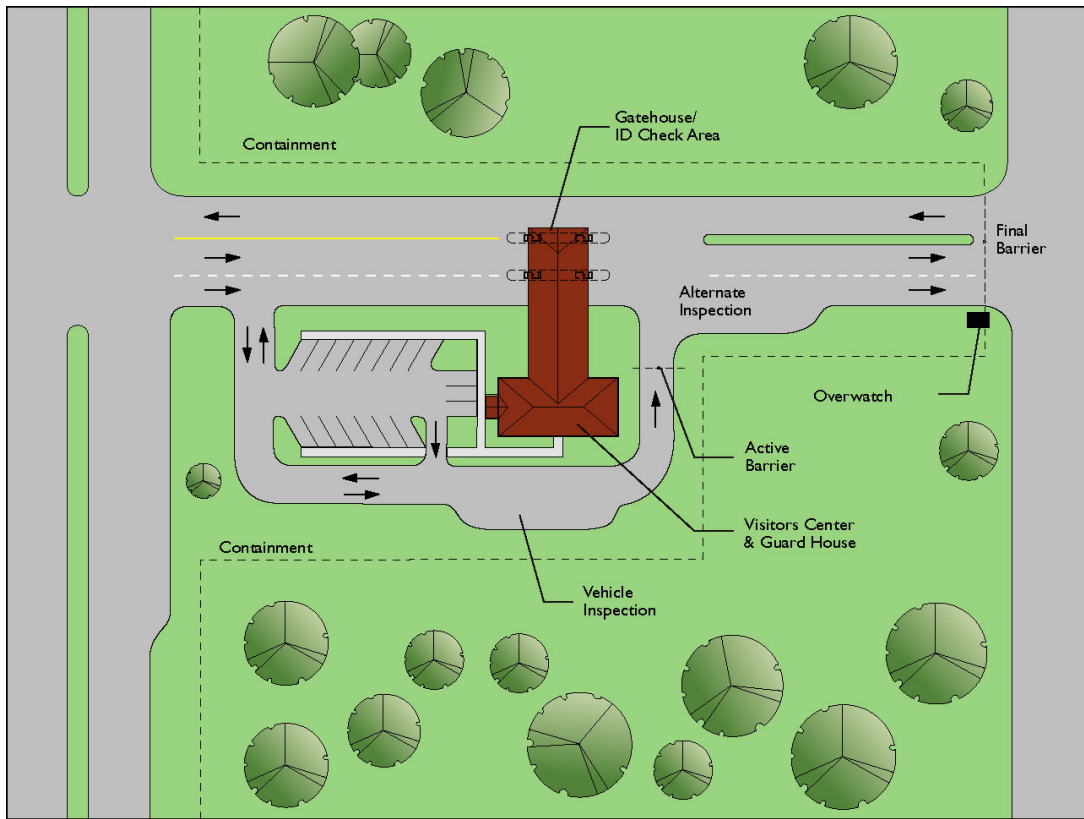 Gatehouse/
ID Check Area
Containment
Final
Barrier
Alternate
Inspection
Overwatch
Active
Barrier
Visitors Center
& Guard House
Containment
Vehicle
Inspection